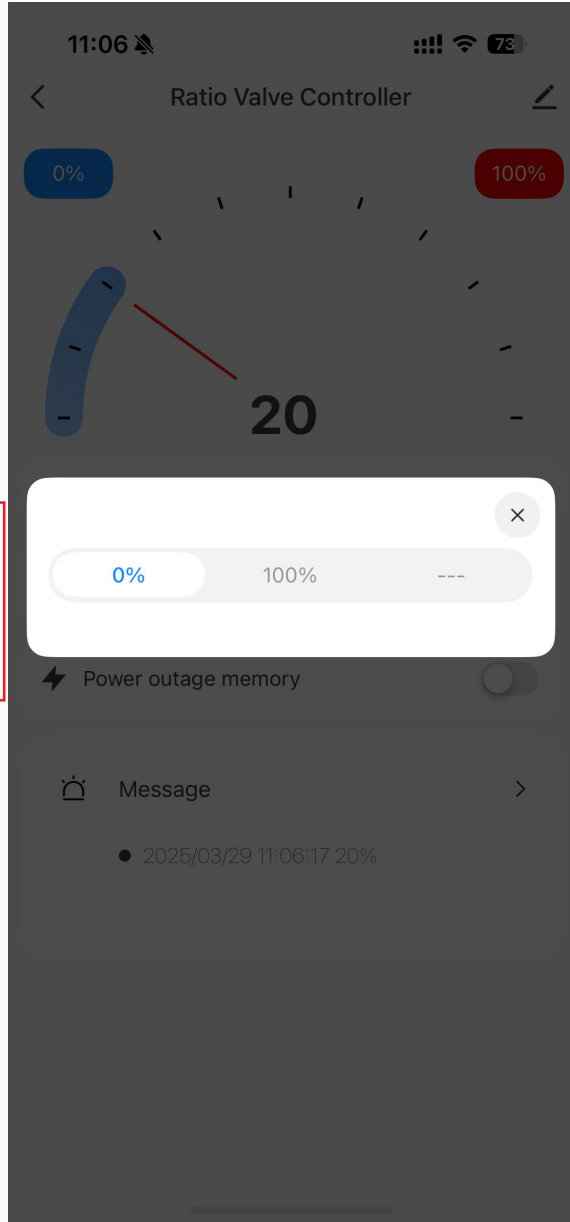 11:06 73
Ratio Valve Controller
0% 100%
20
0% 100% ---
Power outage memory
Message
2025/03/29 11:06:17 20%